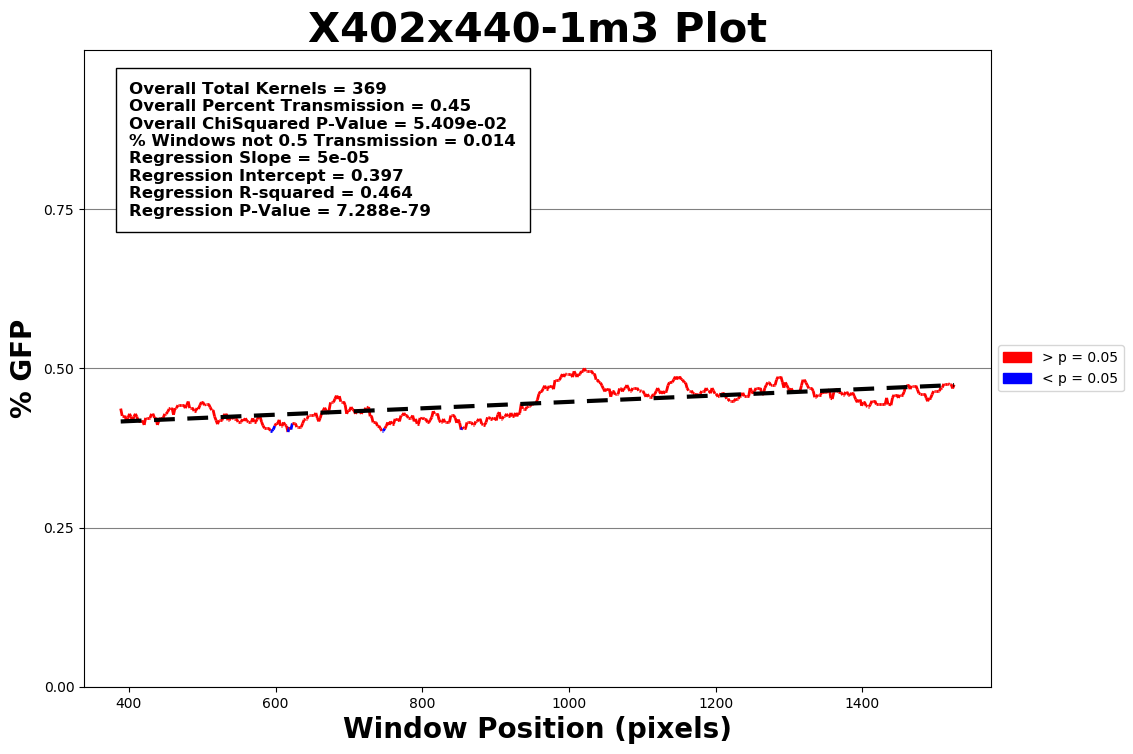 X402x440-1m3 Plot
Overall Total Kernels = 369
Overall Percent Transmission = 0.45
Overall ChiSquared P-Value = 5.409e-02
% Windows not 0.5 Transmission = 0.014
Regression Slope = 5e-05
Regression Intercept = 0.397
Regression R-squared = 0.464
Regression P-Value = 7.288e-79
% GFP
0.75
0.50
0.25
0.00
> p = 0.05
< p = 0.05
400 600 800 1000 1200 1400
Window Position (pixels)